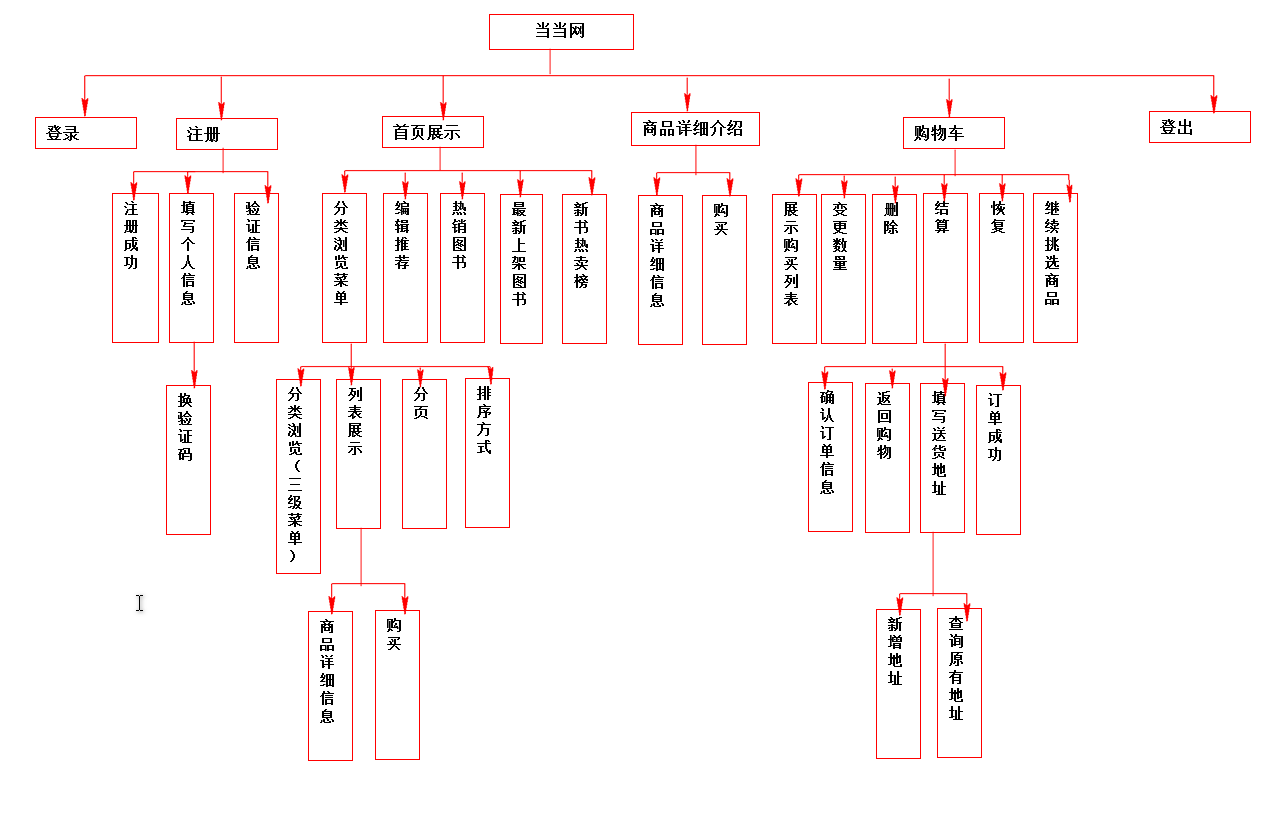 当当网
登录
注册
首页展示
商品详细介绍
购物车
登出
注册成功
填写个人信息
验证信息
分类浏览菜单
编辑推荐
热销图书
最新上架图书
新书热卖榜
商品详细信息
购买
展示购买列表
变更数量
删除
结算
恢复
继续挑选商品
换验证码
分类浏览（三级菜单）
列表展示
分页
排序方式
确认订单信息
返回购物
填写送货地址
订单成功
商品详细信息
购买
新增地址
查询原有地址